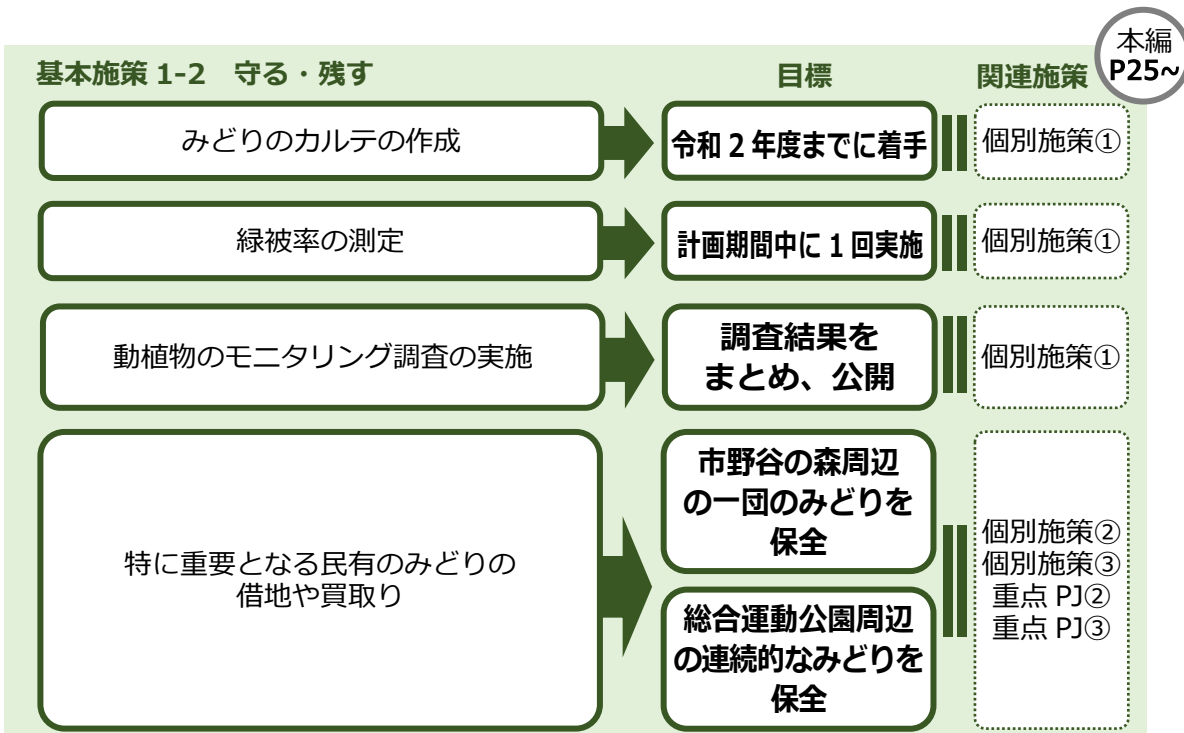 本編
P25~
基本施策 1-2　守る・残す
目標
関連施策
みどりのカルテの作成
令和 2 年度までに着手
個別施策①
緑被率の測定
計画期間中に 1 回実施
個別施策①
動植物のモニタリング調査の実施
調査結果を
まとめ、公開
個別施策①
特に重要となる民有のみどりの
借地や買取り
市野谷の森周辺
の一団のみどりを
保全
総合運動公園周辺
の連続的なみどりを
保全
個別施策②
個別施策③
重点 PJ②
重点 PJ③